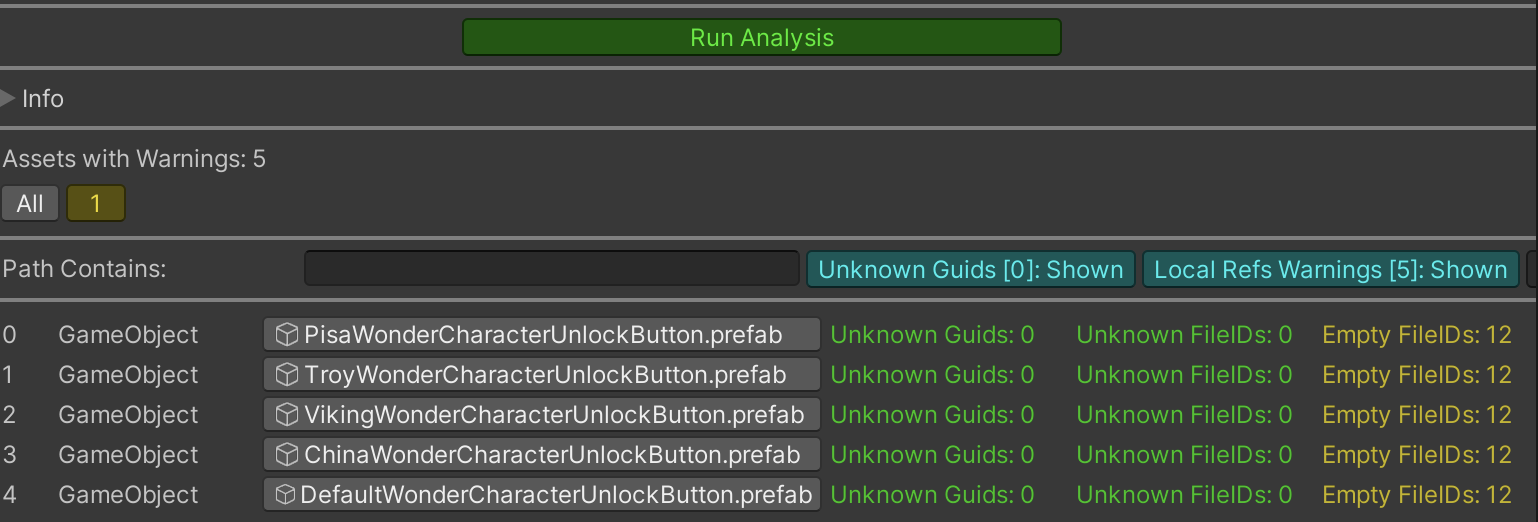 Run Analysis
Info
Assets with Warnings: 5
All 1
Path Contains: Unknown Guids [0]: Shown Local Refs Warnings [5]: Shown
0 GameObject PisaWonderCharacterUnlockButton.prefab Unknown Guids: 0 Unknown FileIDs: 0 Empty FileIDs: 12
1 GameObject TroyWonderCharacterUnlockButton.prefab Unknown Guids: 0 Unknown FileIDs: 0 Empty FileIDs: 12
2 GameObject VikingWonderCharacterUnlockButton.prefab Unknown Guids: 0 Unknown FileIDs: 0 Empty FileIDs: 12
3 GameObject ChinaWonderCharacterUnlockButton.prefab Unknown Guids: 0 Unknown FileIDs: 0 Empty FileIDs: 12
4 GameObject DefaultWonderCharacterUnlockButton.prefab Unknown Guids: 0 Unknown FileIDs: 0 Empty FileIDs: 12